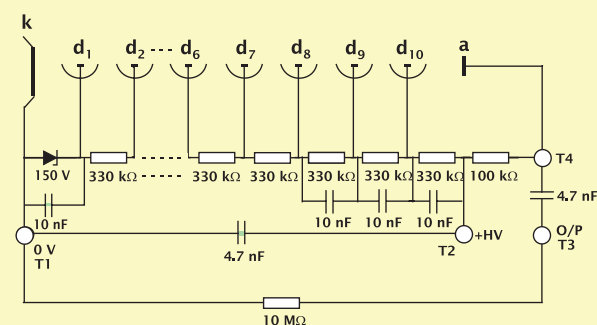 k
d1 d2 d6 d7 d8 d9 d10 a
150 V 330 kΩ 330 kΩ 330 kΩ 330 kΩ 330 kΩ 330 kΩ 100 kΩ T4
10 nF 10 nF 10 nF 10 nF 4.7 nF
0 V T1 4.7 nF T2 +HV O/P T3
10 MΩ